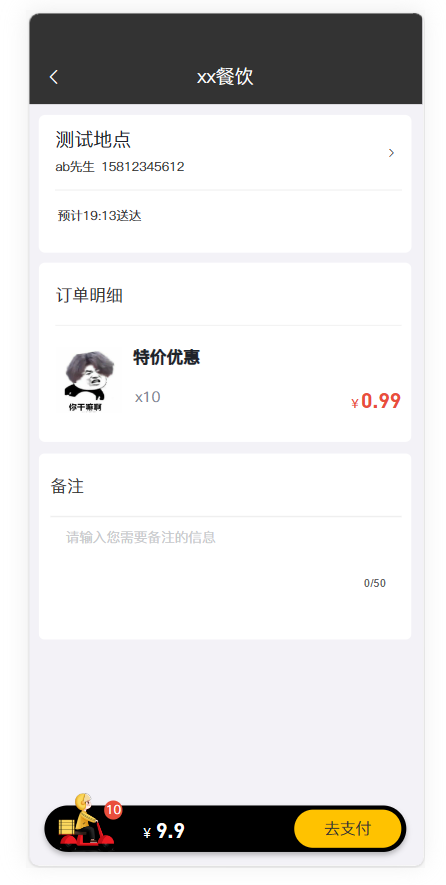 xx餐饮
测试地点
ab先生 15812345612
预计19:13送达
订单明细
特价优惠
你干嘛啊
x10
¥0.99
备注
请输入您需要备注的信息
0/50
10
¥ 9.9
去支付